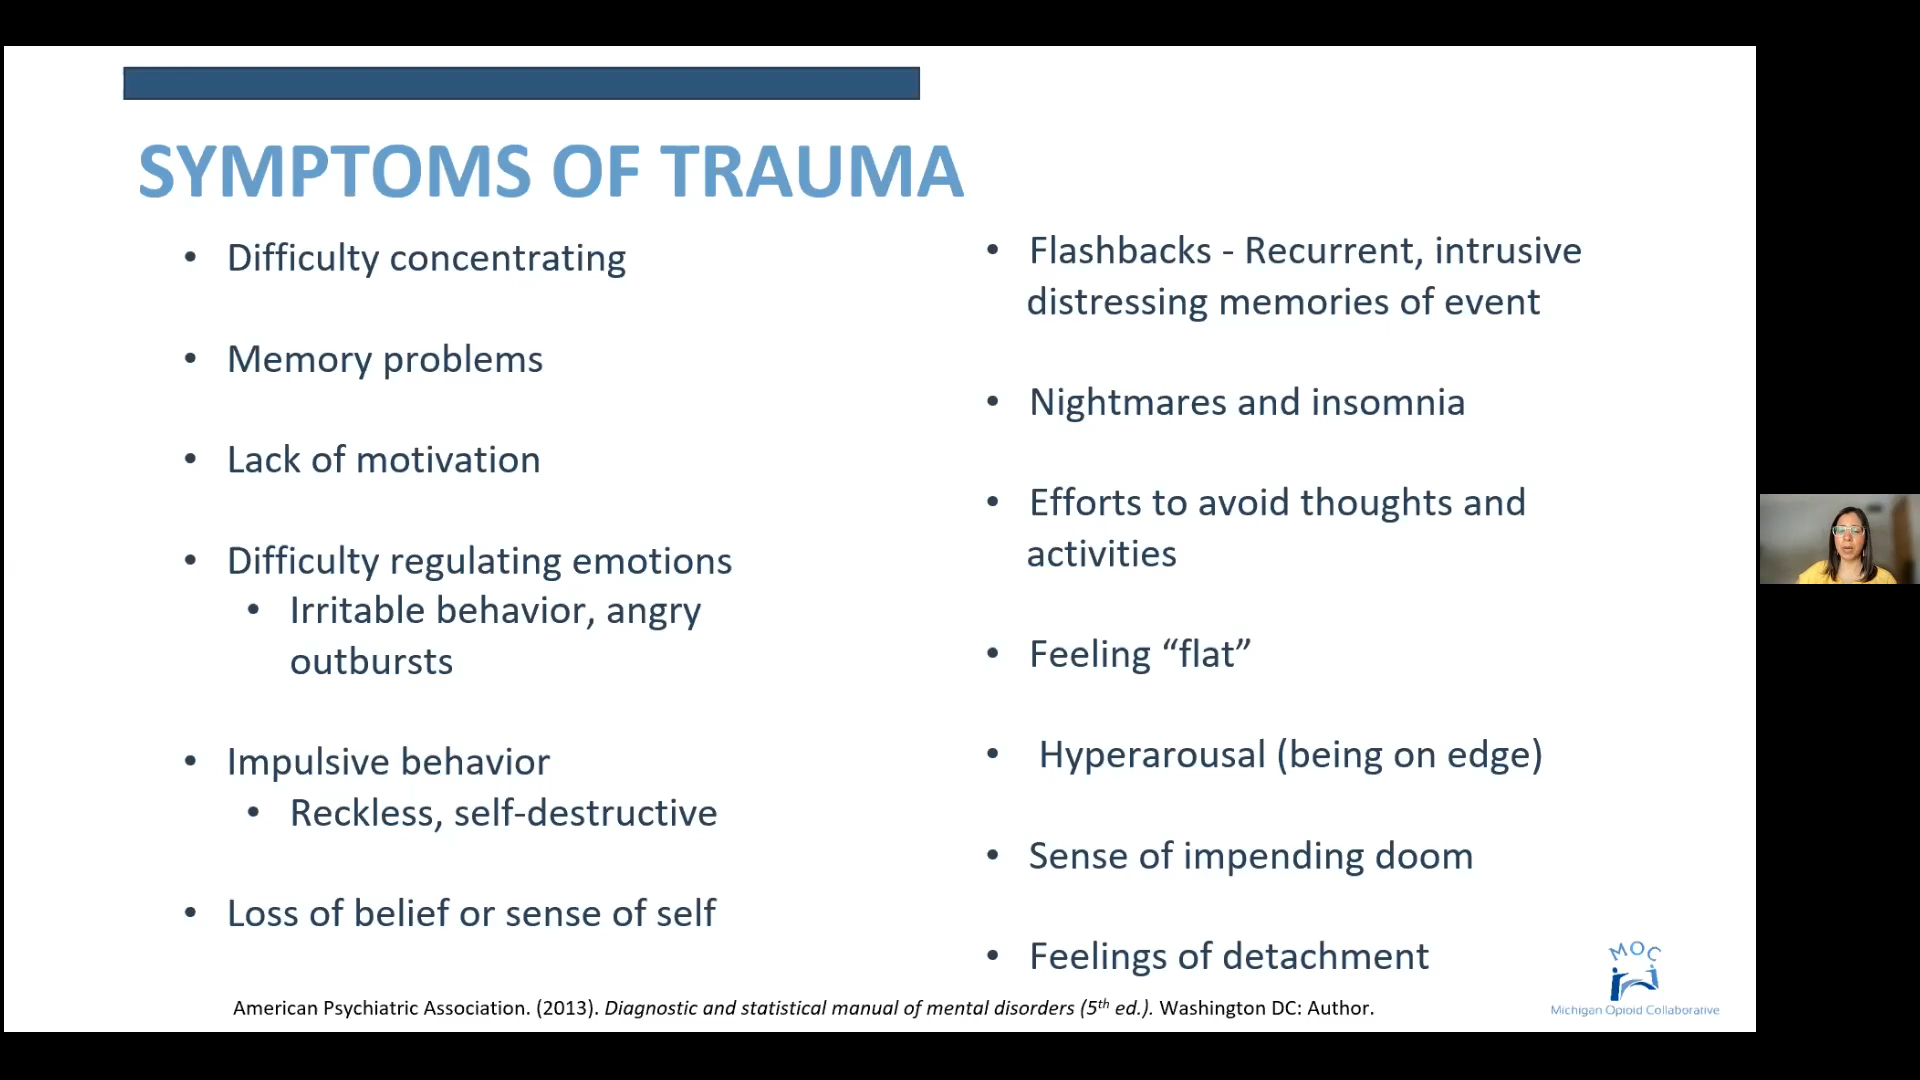 SYMPTOMS OF TRAUMA
• Difficulty concentrating
• Memory problems
• Lack of motivation
• Difficulty regulating emotions
• Irritable behavior, angry
outbursts
• Impulsive behavior
• Reckless, self-destructive
• Loss of belief or sense of self
• Flashbacks - Recurrent, intrusive
distressing memories of event
• Nightmares and insomnia
• Efforts to avoid thoughts and
activities
• Feeling “flat”
• Hyperarousal (being on edge)
• Sense of impending doom
• Feelings of detachment
American Psychiatric Association. (2013). Diagnostic and statistical manual of mental disorders (5th ed.). Washington DC: Author.
MOC
Michigan Opioid Collaborative